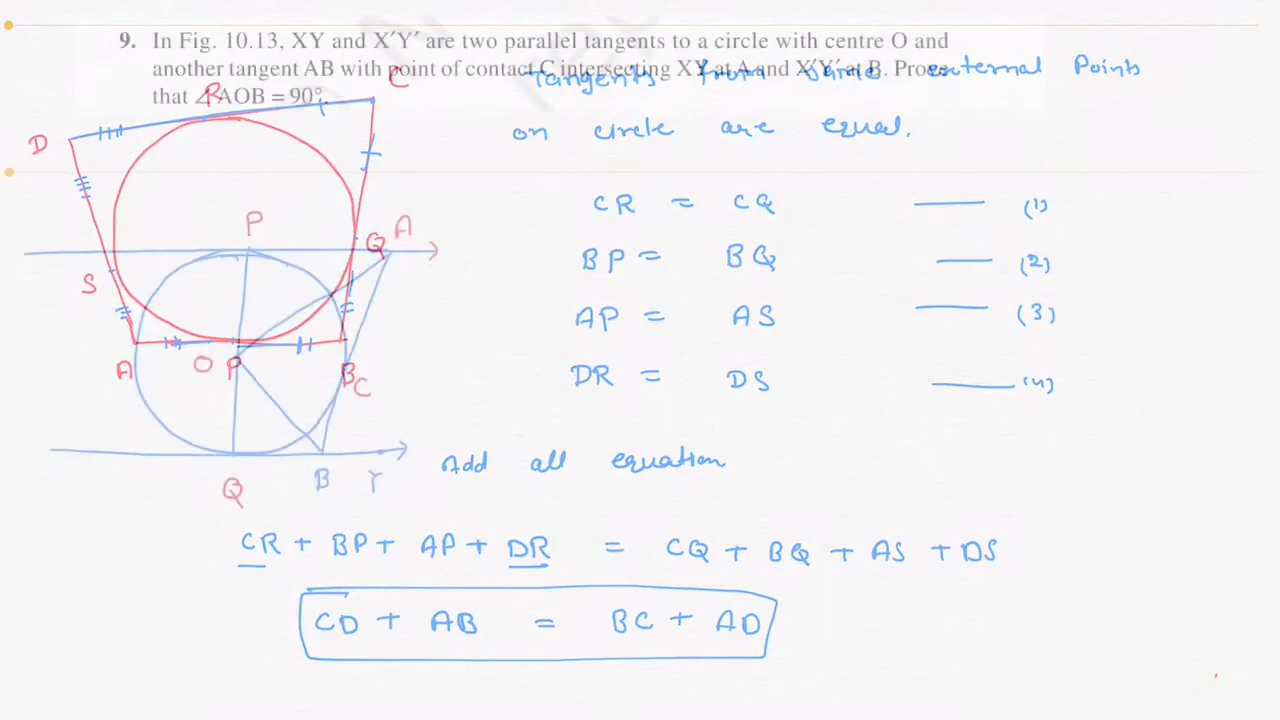 9. In Fig. 10.13, XY and X′Y′ are two parallel tangents to a circle with centre O and
another tangent AB with point of contact C intersecting XY at A and X′Y′ at B. Prove
that ∠AOB = 90°.
Tangents from same external Points
on circle are equal.
CR = CQ (1)
BP = BQ (2)
AP = AS (3)
DR = DS (4)
Add all equation
CR + BP + AP + DR = CQ + BQ + AS + DS
CD + AB = BC + AD
R
C
D
P
Q
A
S
A
O
P
B
C
Q
B
Y